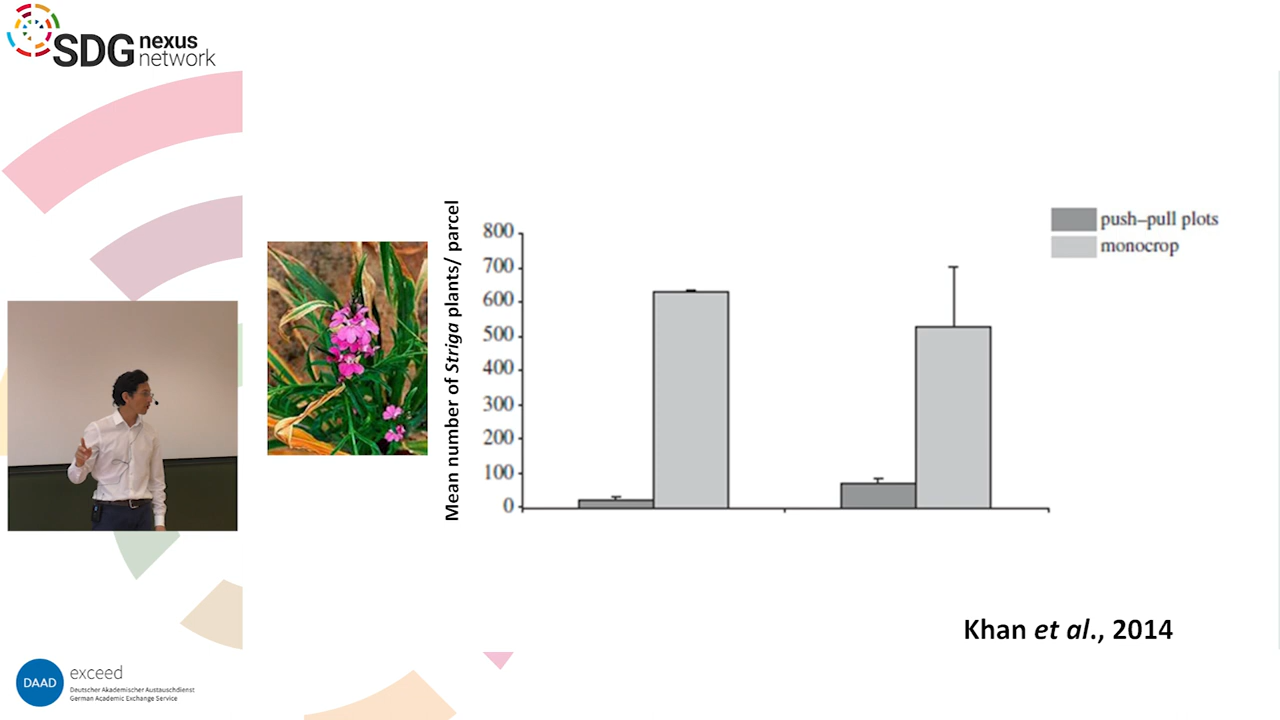 SDG nexus network
Mean number of Striga plants/ parcel
800
700
600
500
400
300
200
100
0
push–pull plots
monocrop
Khan et al., 2014
DAAD
exceed
Deutscher Akademischer Austauschdienst
German Academic Exchange Service